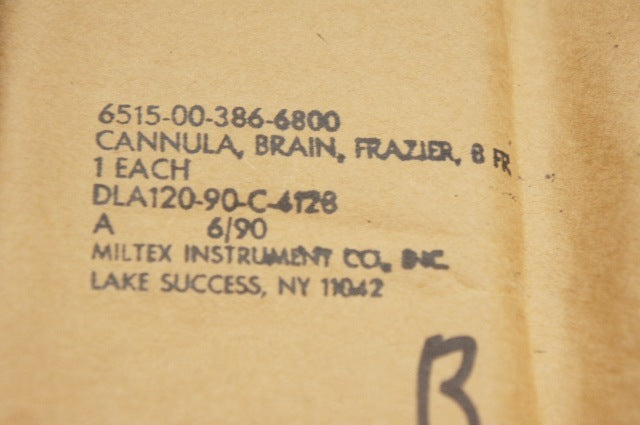 6515-00-386-6800
CANNULA, BRAIN, FRAZIER, 8 FR
1 EACH
DLA120-90-C-4128
A 6/90
MILTEX INSTRUMENT CO., INC.
LAKE SUCCESS, NY 11042
B